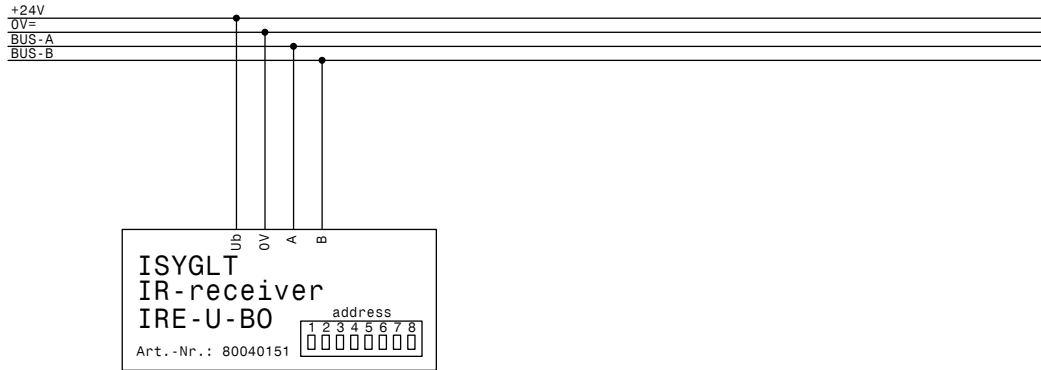 +24V
0V=
BUS-A
BUS-B
Ub 0V A B
ISYGLT
IR-receiver
IRE-U-BO
address
1 2 3 4 5 6 7 8
Art.-Nr.: 80040151